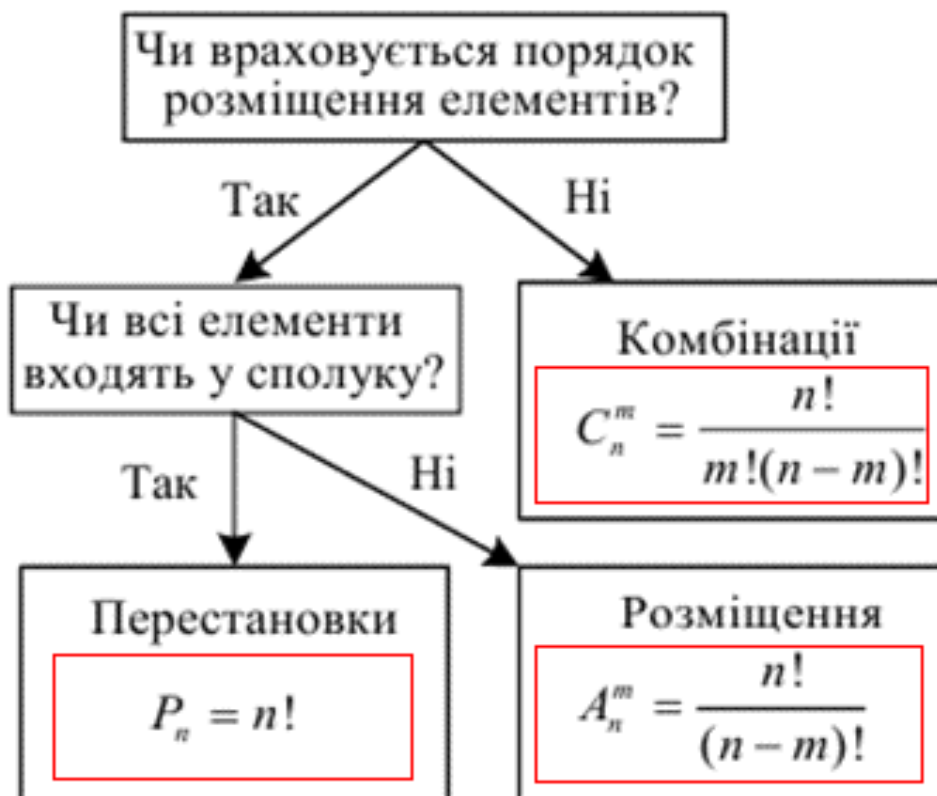 Чи враховується порядок
розміщення елементів?
Так
Ні
Чи всі елементи
входять у сполуку?
Комбінації
C_n^m = n! / m!(n − m)!
Так
Ні
Перестановки
P_n = n!
Розміщення
A_n^m = n! / (n − m)!